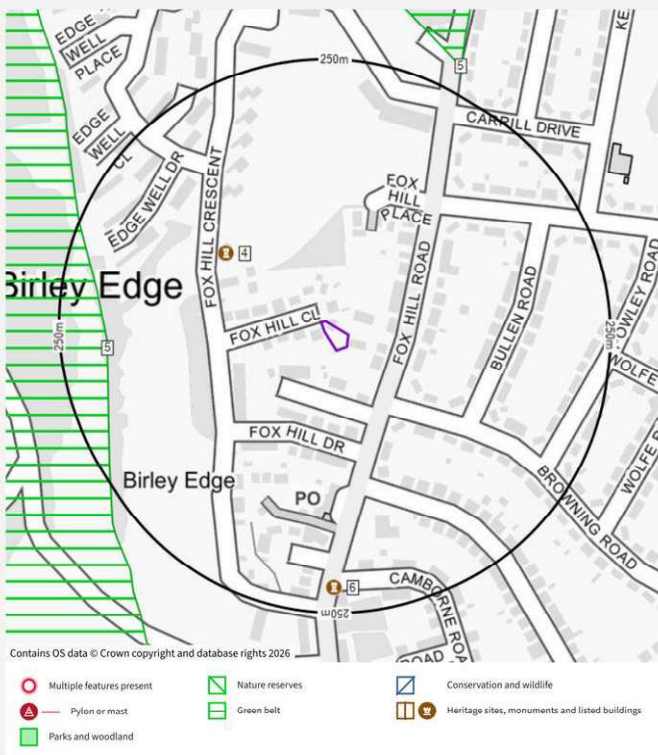 EDGE
WELL
PLACE
250m
5
EDGE
WELL
CL
CARRILL DRIVE
EDGE WELL DR
FOX HILL CRESCENT
FOX
HILL
PLACE
4
Birley Edge
FOX HILL ROAD
BULLEN ROAD
FOX HILL CL
250m
5
250m
WOLFE
FOX HILL DR
Birley Edge
PO
BROWNING ROAD
WOLFE R
6
CAMBORNE ROA
250m
ROAD
Contains OS data © Crown copyright and database rights 2026
Multiple features present
Nature reserves
Conservation and wildlife
Pylon or mast
Green belt
Heritage sites, monuments and listed buildings
Parks and woodland